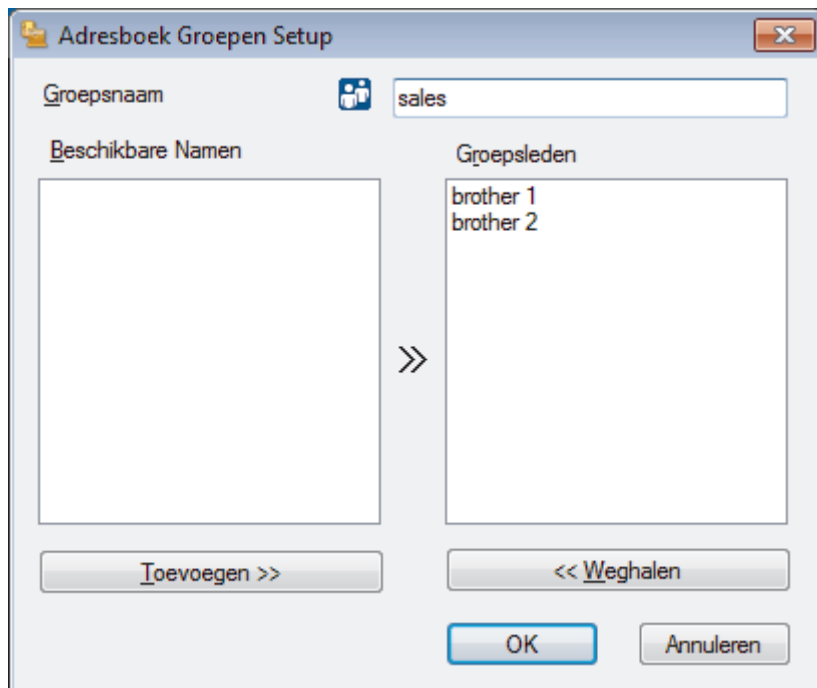 Adresboek Groepen Setup
Groepsnaam
sales
Beschikbare Namen
Groepsleden
brother 1
brother 2
Toevoegen >>
<< Weghalen
OK
Annuleren